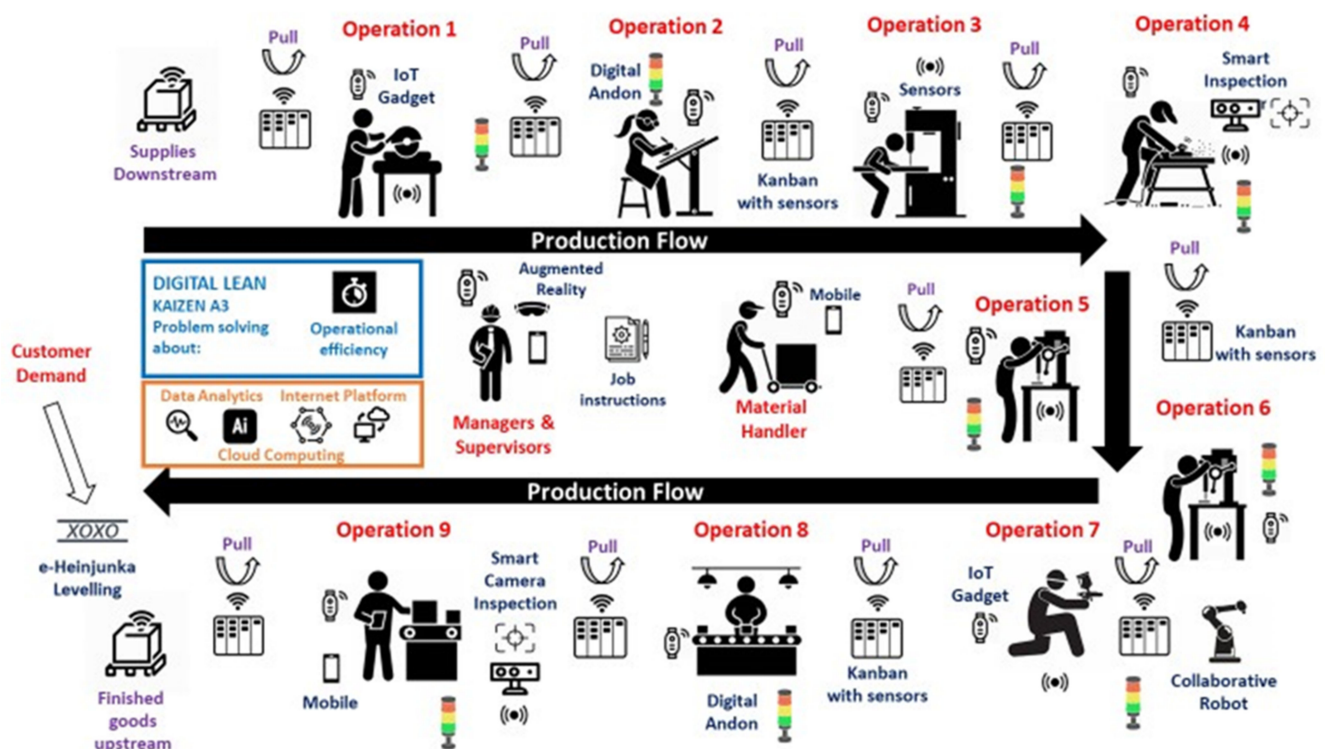 Pull
Operation 1
Pull
Operation 2
Pull
Operation 3
Pull
Operation 4
IoT
Gadget
Digital
Andon
Sensors
Smart
Inspection
Supplies
Downstream
Kanban
with sensors
Production Flow
DIGITAL LEAN
KAIZEN A3
Problem solving
about:
Operational
efficiency
Augmented
Reality
Job
instructions
Managers &
Supervisors
Mobile
Material
Handler
Pull
Operation 5
Pull
Kanban
with sensors
Customer
Demand
Data Analytics
Internet Platform
Ai
Cloud Computing
Operation 6
Production Flow
XOXO
e-Heinjunka
Levelling
Finished
goods
upstream
Pull
Operation 9
Smart
Camera
Inspection
Mobile
Pull
Operation 8
Digital
Andon
Pull
Kanban
with sensors
Operation 7
IoT
Gadget
Pull
Collaborative
Robot